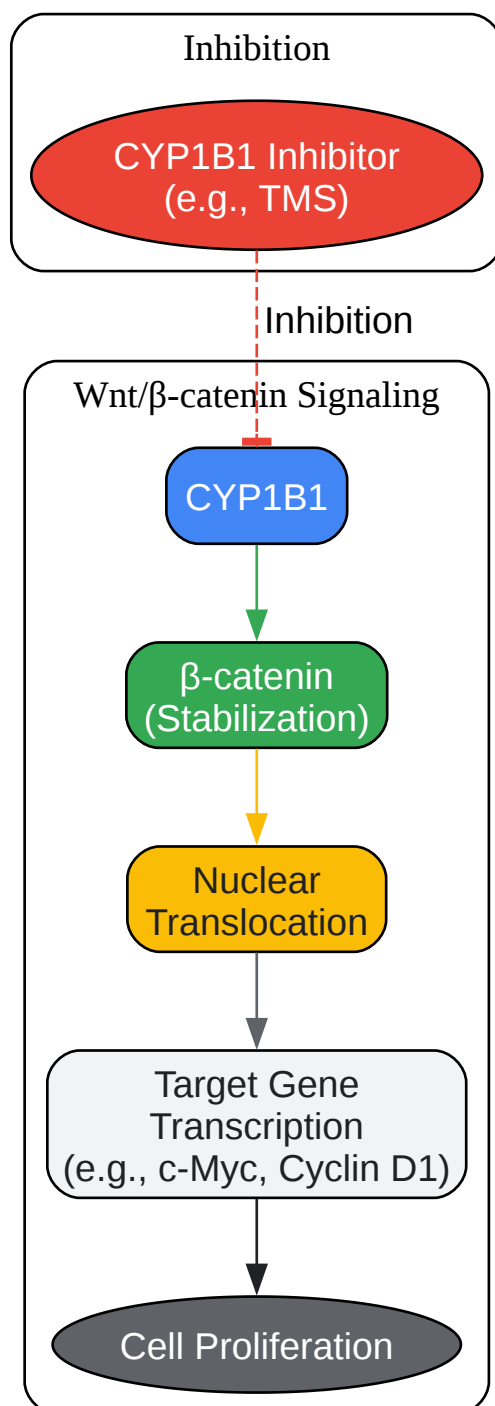 Inhibition
CYP1B1 Inhibitor
(e.g., TMS)
Inhibition
Wnt/β-catenin Signaling
CYP1B1
β-catenin
(Stabilization)
Nuclear
Translocation
Target Gene
Transcription
(e.g., c-Myc, Cyclin D1)
Cell Proliferation